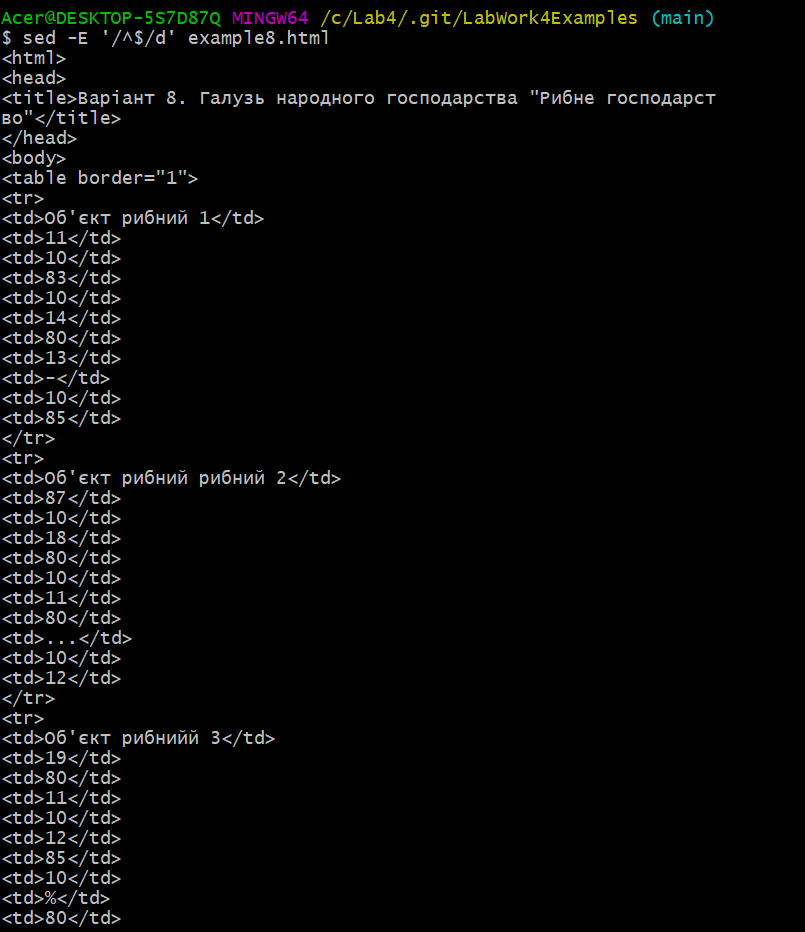 Acer@DESKTOP-5S7D87Q MINGW64 /c/Lab4/.git/LabWork4Examples (main)
$ sed -E '/^$/d' example8.html
<html>
<head>
<title>Варіант 8. Галузь народного господарства "Рибне господарст
во"</title>
</head>
<body>
<table border="1">
<tr>
<td>Об'єкт рибний 1</td>
<td>11</td>
<td>10</td>
<td>83</td>
<td>10</td>
<td>14</td>
<td>80</td>
<td>13</td>
<td>-</td>
<td>10</td>
<td>85</td>
</tr>
<tr>
<td>Об'єкт рибний рибний 2</td>
<td>87</td>
<td>10</td>
<td>18</td>
<td>80</td>
<td>10</td>
<td>11</td>
<td>80</td>
<td>...</td>
<td>10</td>
<td>12</td>
</tr>
<tr>
<td>Об'єкт рибнийй 3</td>
<td>19</td>
<td>80</td>
<td>11</td>
<td>10</td>
<td>12</td>
<td>85</td>
<td>10</td>
<td>%</td>
<td>80</td>